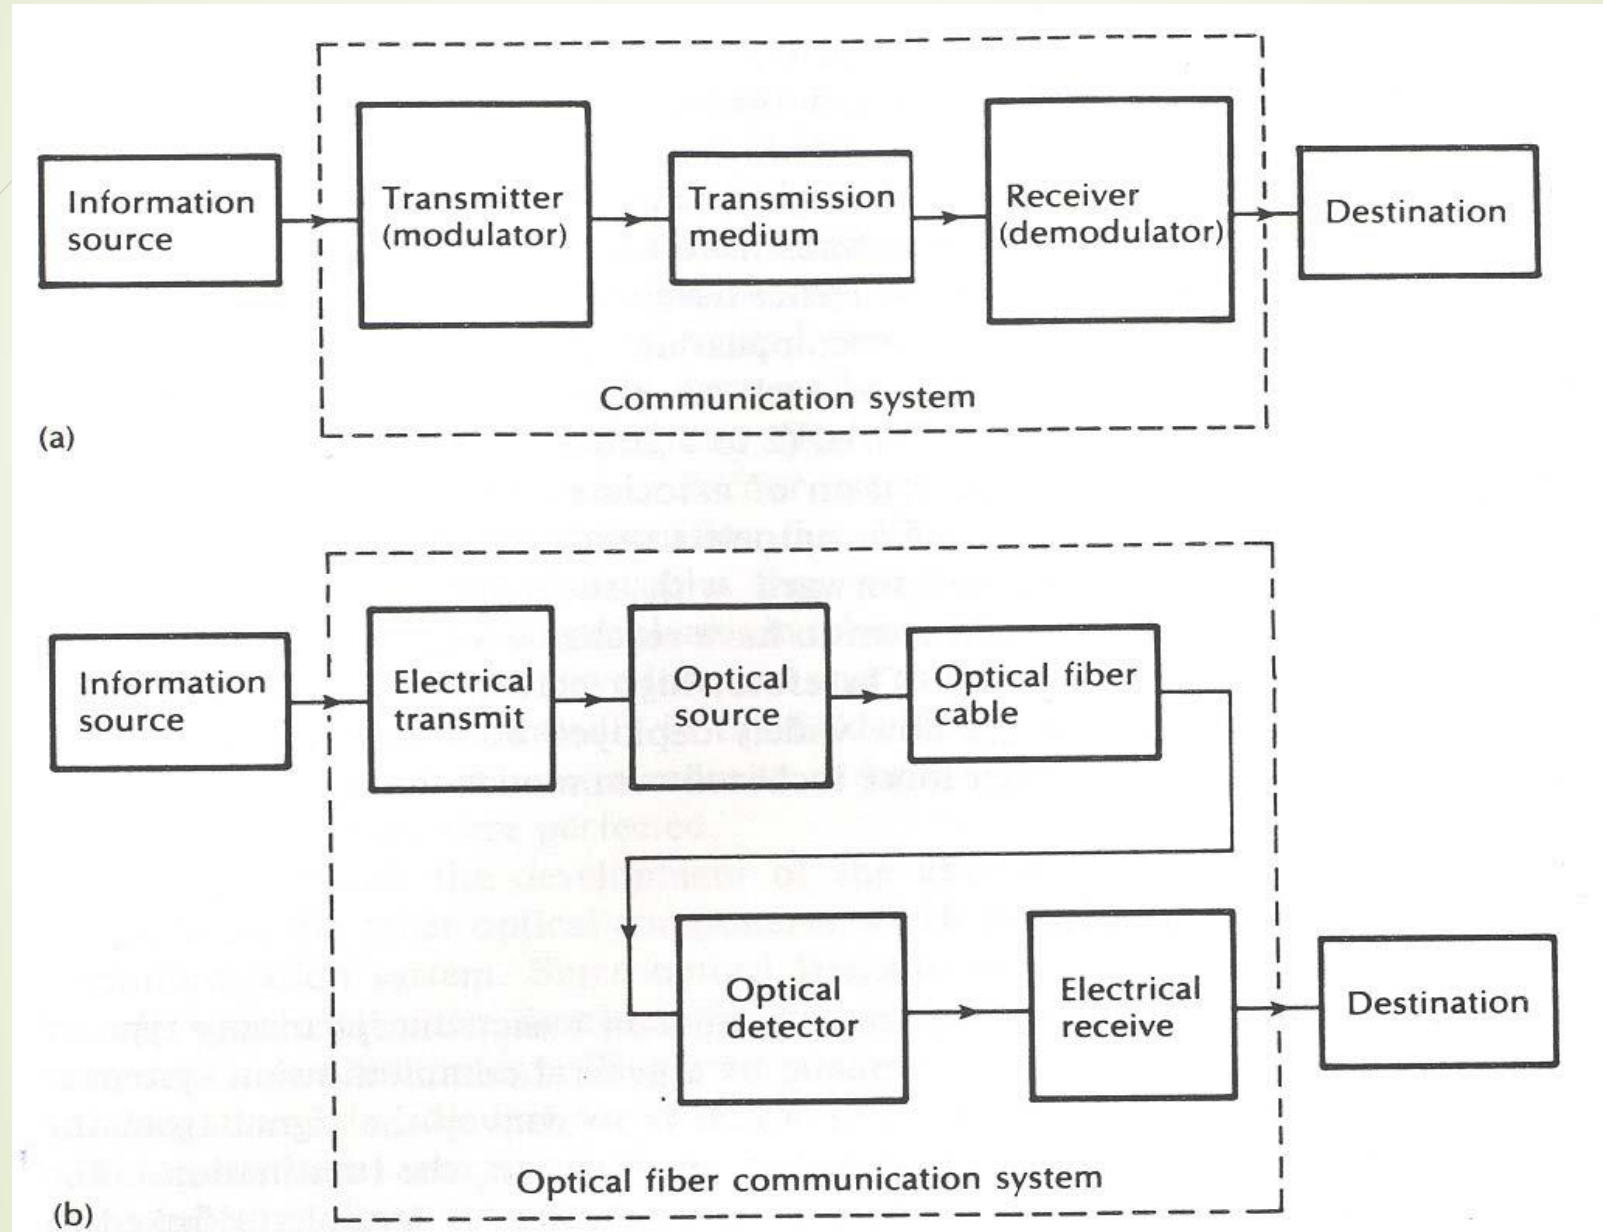 Information
source
Transmitter
(modulator)
Transmission
medium
Receiver
(demodulator)
Destination
Communication system
(a)
Information
source
Electrical
transmit
Optical
source
Optical fiber
cable
Optical
detector
Electrical
receive
Destination
Optical fiber communication system
(b)